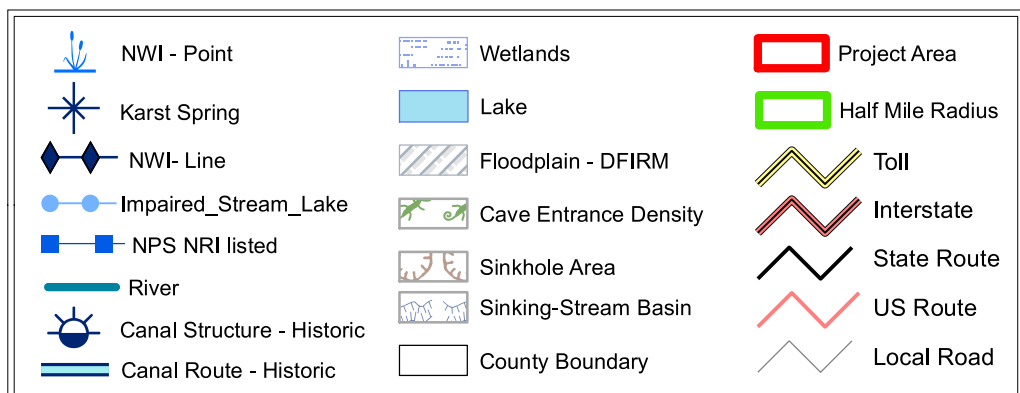 NWI - Point
Karst Spring
NWI- Line
Impaired_Stream_Lake
NPS NRI listed
River
Canal Structure - Historic
Canal Route - Historic
Wetlands
Lake
Floodplain - DFIRM
Cave Entrance Density
Sinkhole Area
Sinking-Stream Basin
County Boundary
Project Area
Half Mile Radius
Toll
Interstate
State Route
US Route
Local Road